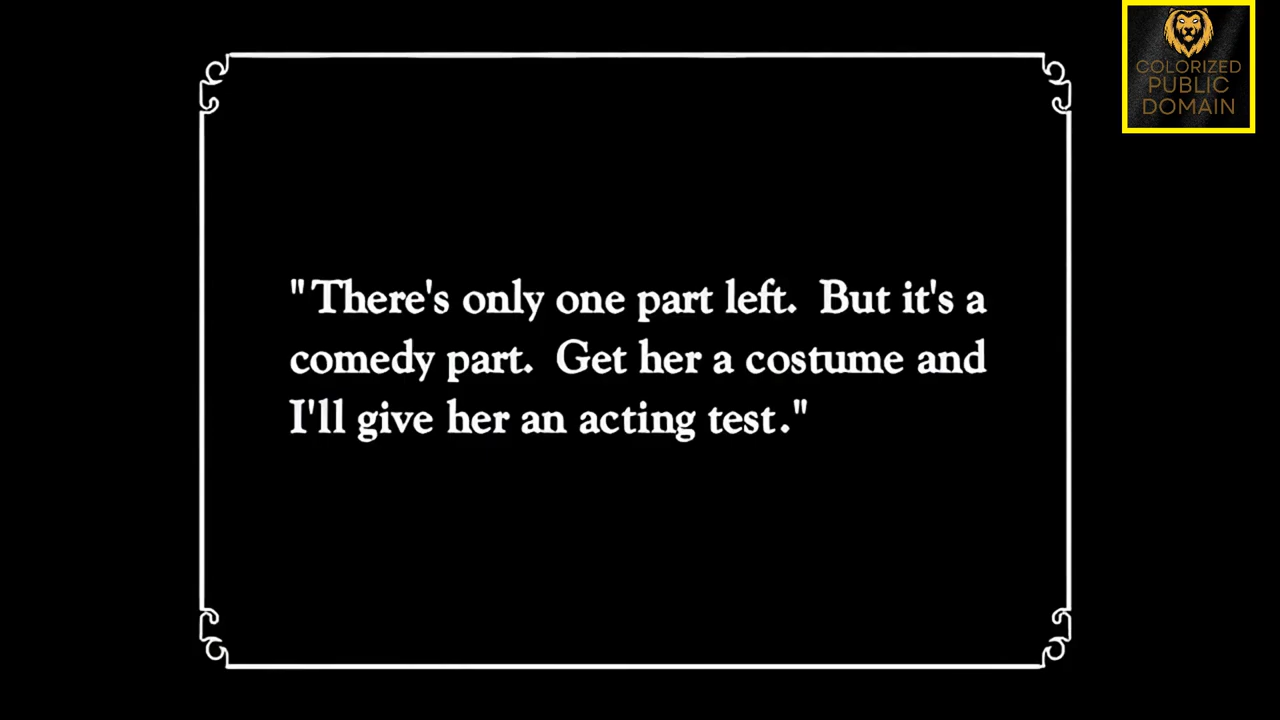 COLORIZED
PUBLIC
DOMAIN
"There's only one part left.  But it's a
comedy part.  Get her a costume and
I'll give her an acting test."